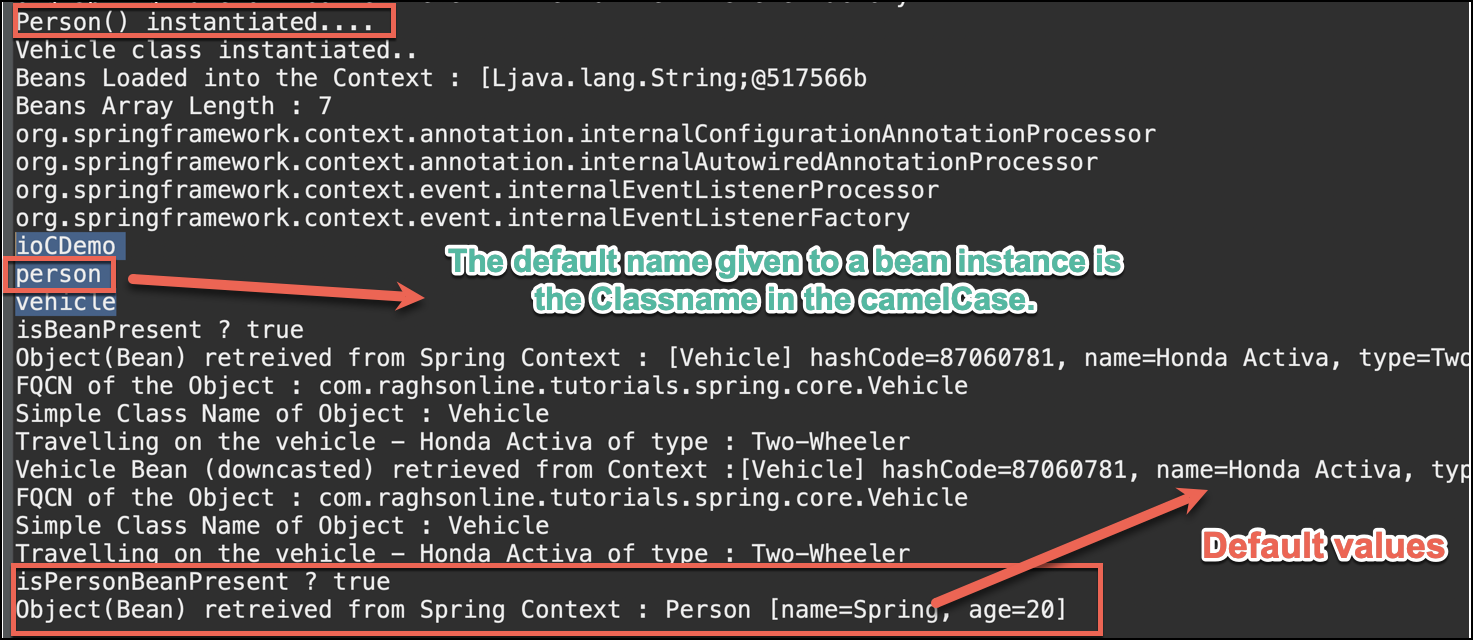 Person() instantiated....
Vehicle class instantiated..
Beans Loaded into the Context : [Ljava.lang.String;@517566b
Beans Array Length : 7
org.springframework.context.annotation.internalConfigurationAnnotationProcessor
org.springframework.context.annotation.internalAutowiredAnnotationProcessor
org.springframework.context.event.internalEventListenerProcessor
org.springframework.context.event.internalEventListenerFactory
ioCDemo
person
vehicle
The default name given to a bean instance is
the Classname in the camelCase.
isBeanPresent ? true
Object(Bean) retreived from Spring Context : [Vehicle] hashCode=87060781, name=Honda Activa, type=Two
FQCN of the Object : com.raghsonline.tutorials.spring.core.Vehicle
Simple Class Name of Object : Vehicle
Travelling on the vehicle – Honda Activa of type : Two-Wheeler
Vehicle Bean (downcasted) retrieved from Context :[Vehicle] hashCode=87060781, name=Honda Activa, typ
FQCN of the Object : com.raghsonline.tutorials.spring.core.Vehicle
Simple Class Name of Object : Vehicle
Travelling on the vehicle – Honda Activa of type : Two-Wheeler
Default values
isPersonBeanPresent ? true
Object(Bean) retreived from Spring Context : Person [name=Spring, age=20]